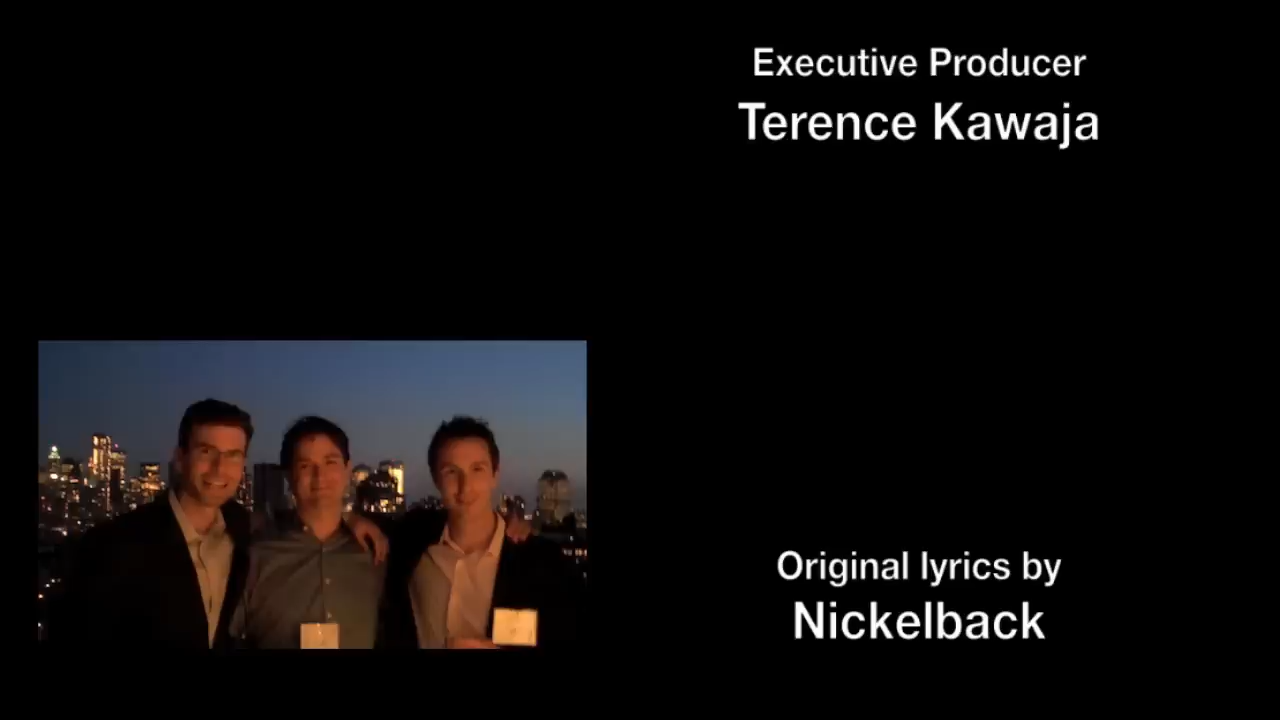 Executive Producer
Terence Kawaja
Original lyrics by
Nickelback